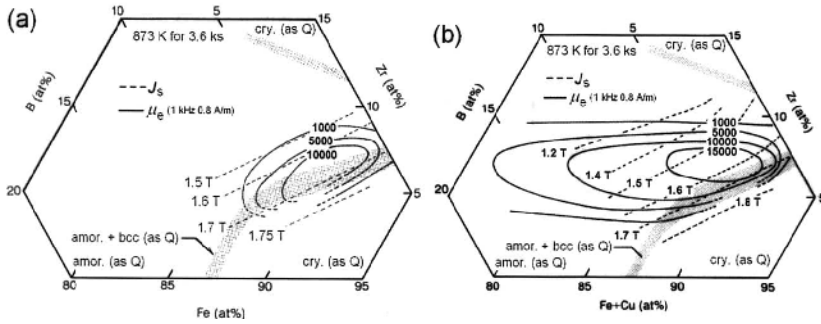 (a)
10
5
15
873 K for 3.6 ks
cry. (as Q)
B (at%)
Zr (at%)
Js
μe (1 kHz 0.8 A/m)
15
10
1000
5000
10000
20
5
1.5 T
1.6 T
1.7 T
1.75 T
amor. + bcc (as Q)
amor. (as Q)
cry. (as Q)
80
85
90
95
Fe (at%)
(b)
10
5
15
873 K for 3.6 ks
cry. (as Q)
B (at%)
Zr (at%)
Js
μe (1 kHz 0.8 A/m)
15
10
1000
5000
10000
15000
1.2 T
1.4 T
1.5 T
1.6 T
20
5
1.8 T
1.7 T
amor. + bcc (as Q)
amor. (as Q)
cry. (as Q)
80
85
90
95
Fe+Cu (at%)